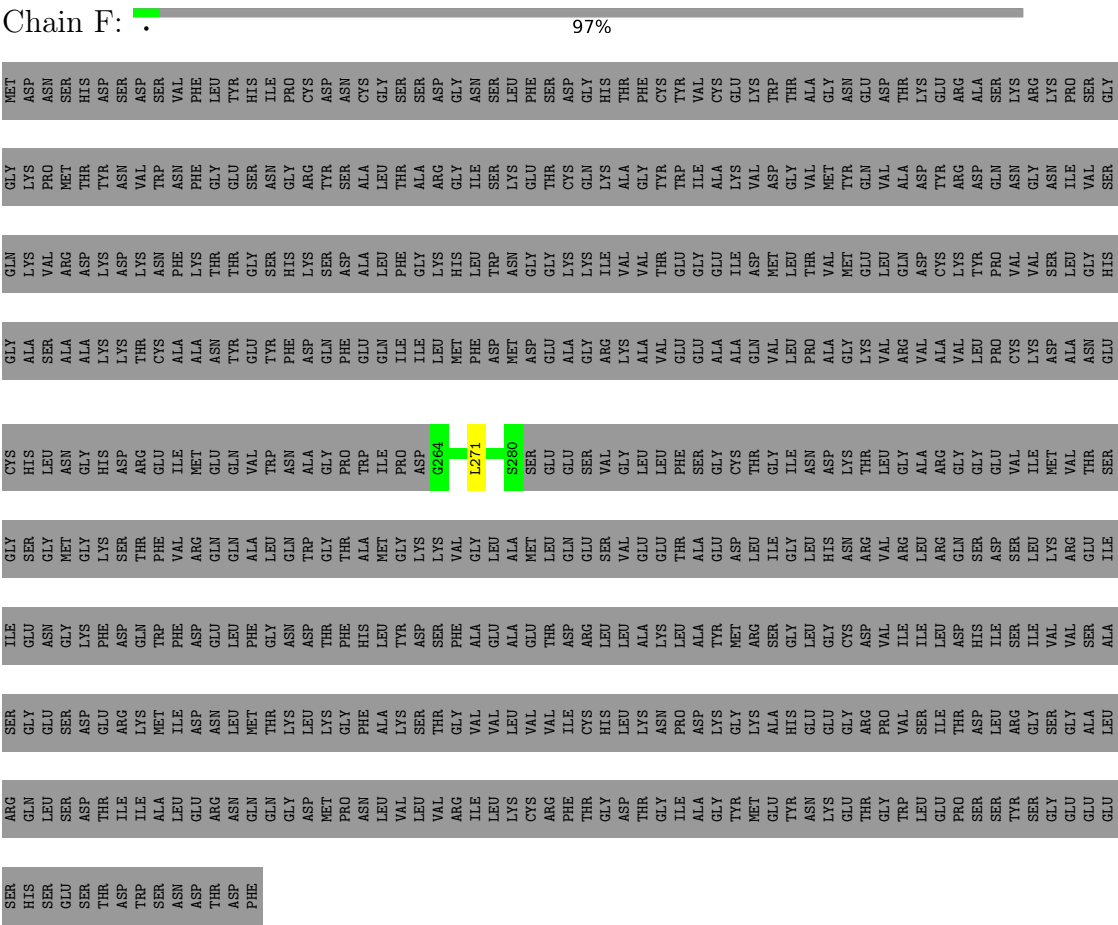 Chain F: • 97%
MET ASP ASN SER HIS ASP SER ASP SER VAL PHE LEU TYR HIS ILE PRO CYS ASP ASN CYS GLY SER SER ASP GLY ASN SER LEU PHE SER ASP GLY HIS THR PHE CYS TYR VAL CYS GLU LYS TRP THR ALA GLY ASN GLU ASP THR LYS GLU ARG ALA SER LYS ARG LYS PRO SER GLY
GLY LYS PRO MET THR TYR ASN VAL TRP ASN PHE GLY GLU SER ASN GLY ARG TYR SER ALA LEU THR ALA ARG GLY ILE SER LYS GLU THR CYS GLN LYS ALA GLY TYR TRP ILE ALA LYS VAL ASP GLY VAL MET TYR GLN VAL ALA ASP TYR ARG ASP GLN ASN GLY ASN ILE VAL SER
GLN LYS VAL ARG ASP LYS ASP LYS ASN PHE LYS THR THR GLY SER HIS LYS SER ASP ALA LEU PHE GLY LYS HIS LEU TRP ASN GLY GLY LYS LYS ILE VAL VAL THR GLU GLY GLU ILE ASP MET LEU THR VAL MET GLU LEU GLN ASP CYS LYS TYR PRO VAL VAL SER LEU GLY HIS
GLY ALA SER ALA ALA LYS LYS THR CYS ALA ALA ASN TYR GLU TYR PHE ASP GLN PHE GLU GLN ILE ILE LEU MET PHE ASP MET ASP GLU ALA GLY ARG LYS ALA VAL GLU GLU ALA ALA GLN VAL LEU PRO ALA GLY LYS VAL ARG VAL ALA VAL LEU PRO CYS LYS ASP ALA ASN GLU
CYS HIS LEU ASN GLY HIS ASP ARG GLU ILE MET GLU GLN VAL TRP ASN ALA GLY PRO TRP ILE PRO ASP G264 L271 S280 SER GLU GLU SER VAL GLY LEU LEU PHE SER GLY CYS THR GLY ILE ASN ASP LYS THR LEU GLY ALA ARG GLY GLY GLU VAL ILE MET VAL THR SER
GLY SER GLY MET GLY LYS SER THR PHE VAL ARG GLN GLN ALA LEU GLN TRP GLY THR ALA MET GLY LYS LYS VAL GLY LEU ALA MET LEU GLN GLU SER VAL GLU GLU THR ALA GLU ASP LEU ILE GLY LEU HIS ASN ARG VAL ARG LEU ARG GLN SER ASP SER LEU LYS ARG GLU ILE
ILE GLU ASN GLY LYS PHE ASP GLN TRP PHE ASP GLU LEU PHE GLY ASN ASP THR PHE HIS LEU TYR ASP SER PHE ALA GLU ALA GLU THR ASP ARG LEU LEU ALA LYS LEU ALA TYR MET ARG SER GLY LEU GLY CYS ASP VAL ILE ILE LEU ASP HIS ILE SER ILE VAL VAL SER ALA
SER GLY GLU SER ASP GLU ARG LYS MET ILE ASP ASN LEU MET THR LYS LEU LYS GLY PHE ALA LYS SER THR GLY VAL VAL LEU VAL VAL ILE CYS HIS LEU LYS ASN PRO ASP LYS GLY LYS ALA HIS GLU GLU GLY ARG PRO VAL SER ILE THR ASP LEU ARG GLY SER GLY ALA LEU
ARG GLN LEU SER ASP THR ILE ILE ALA LEU GLU ARG ASN GLN GLN GLY ASP MET PRO ASN LEU VAL LEU VAL ARG ILE LEU LYS CYS ARG PHE THR GLY ASP THR GLY ILE ALA GLY TYR MET GLU TYR ASN LYS GLU THR GLY TRP LEU GLU PRO SER SER TYR SER GLY GLU GLU GLU
SER HIS SER GLU SER THR ASP TRP SER ASN ASP THR ASP PHE